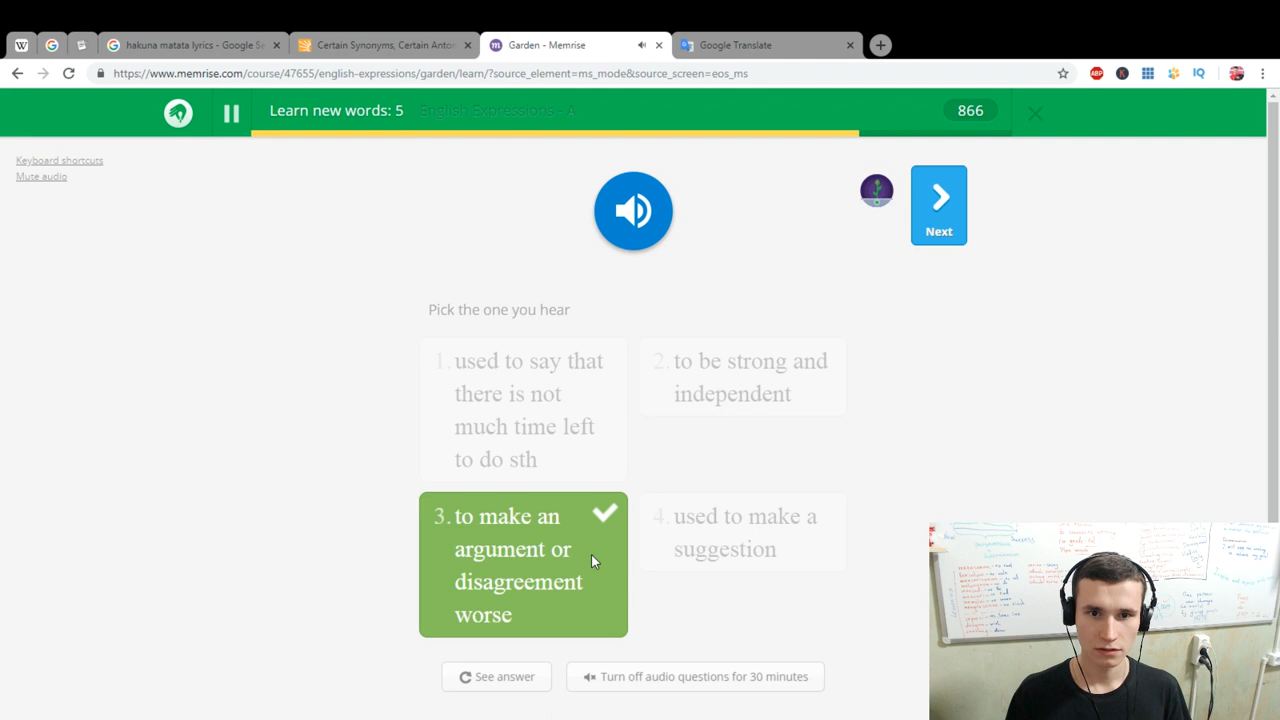 hakuna matata lyrics - Google Se
Certain Synonyms, Certain Anton
Garden - Memrise
Google Translate
https://www.memrise.com/course/47655/english-expressions/garden/learn/?source_element=ms_mode&source_screen=eos_ms
ABP
K
IQ
Learn new words: 5
English Expressions - A
866
Keyboard shortcuts
Mute audio
Next
Pick the one you hear
1. used to say that
there is not
much time left
to do sth
2. to be strong and
independent
3. to make an
argument or
disagreement
worse
4. used to make a
suggestion
See answer
Turn off audio questions for 30 minutes